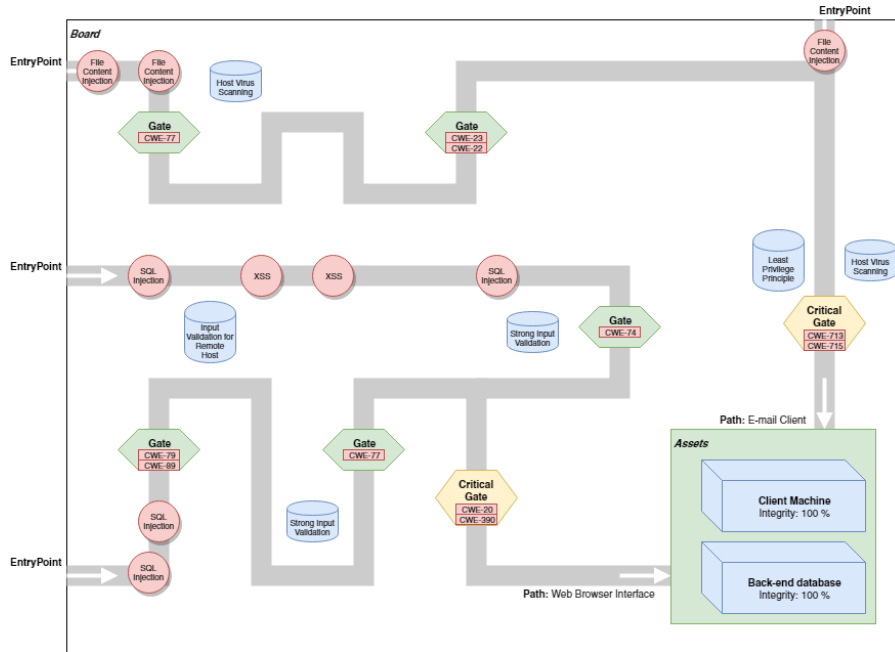 EntryPoint
Board
EntryPoint
File
Content
Injection
File
Content
Injection
Host Virus
Scanning
File
Content
Injection
Gate
CWE-77
Gate
CWE-23
CWE-22
EntryPoint
SQL
Injection
XSS
XSS
SQL
Injection
Least
Privilege
Principle
Host Virus
Scanning
Input
Validation for
Remote
Host
Strong Input
Validation
Gate
CWE-74
Critical
Gate
CWE-713
CWE-715
Path: E-mail Client
Gate
CWE-79
CWE-89
Gate
CWE-77
Assets
Critical
Gate
CWE-20
CWE-390
Client Machine
Integrity: 100 %
SQL
Injection
Strong Input
Validation
EntryPoint
SQL
Injection
Back-end database
Integrity: 100 %
Path: Web Browser Interface